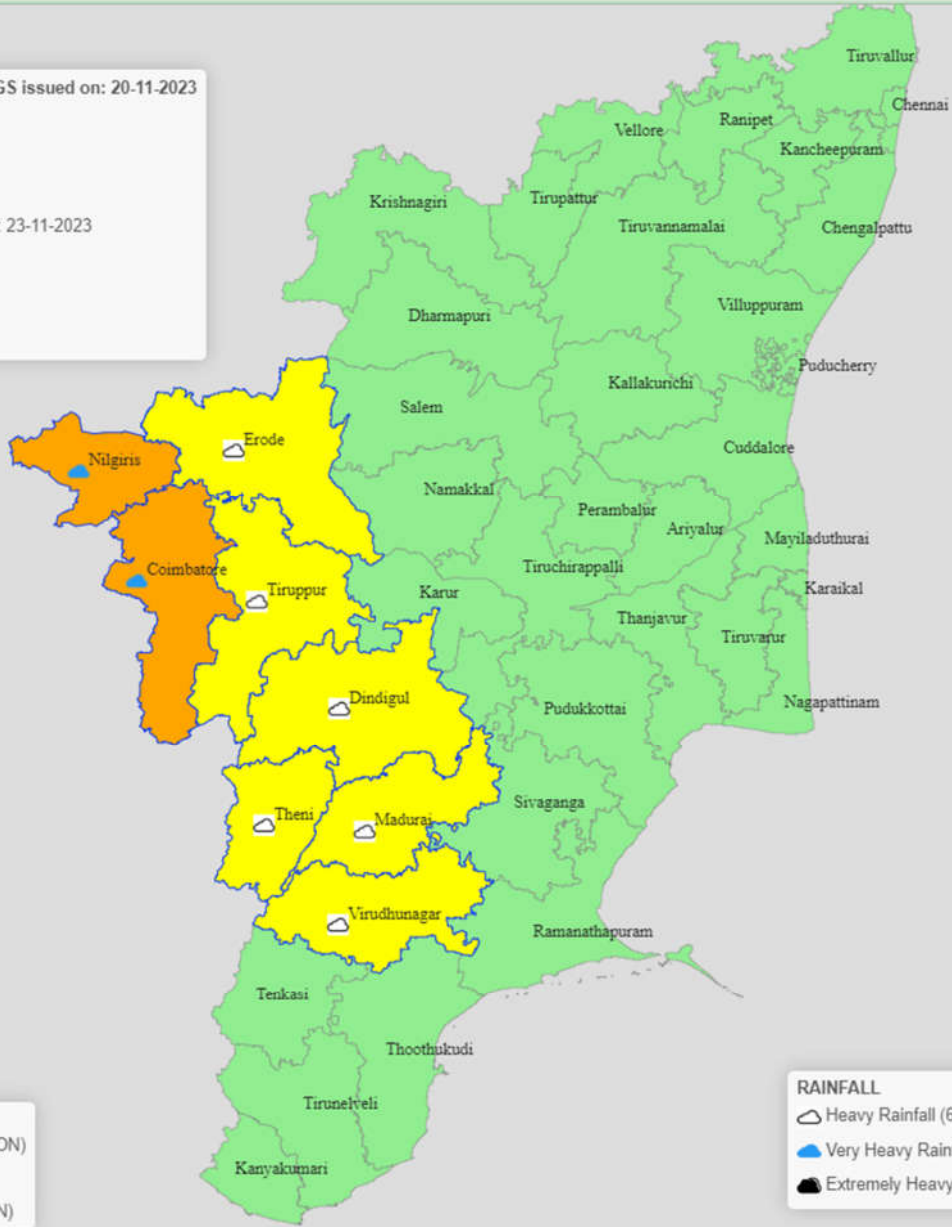 GS issued on: 20-11-2023
: 23-11-2023
Tiruvallur
Chennai
Ranipet
Vellore
Kancheepuram
Krishnagiri
Tirupattur
Tiruvannamalai
Chengalpattu
Villuppuram
Dharmapuri
Puducherry
Kallakurichi
Salem
Erode
Cuddalore
Nilgiris
Namakkal
Perambalur
Ariyalur
Mayiladuthurai
Coimbatore
Tiruchirappalli
Karaikal
Tiruppur
Karur
Thanjavur
Tiruvarur
Dindigul
Pudukkottai
Nagapattinam
Sivaganga
Theni
Madurai
Virudhunagar
Ramanathapuram
Tenkasi
Thoothukudi
Tirunelveli
Kanyakumari
ON)
N)
RAINFALL
Heavy Rainfall (6
Very Heavy Rain
Extremely Heavy